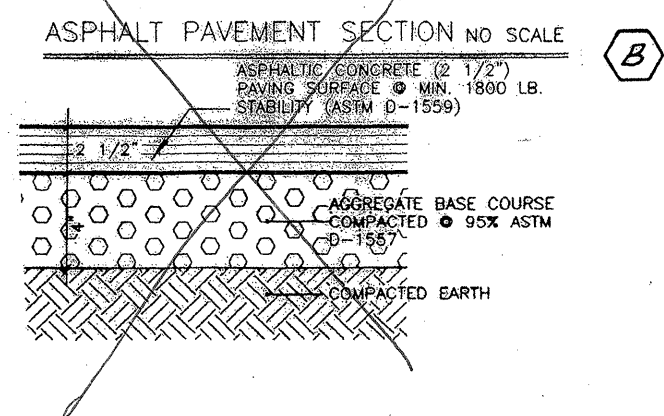 ASPHALT PAVEMENT SECTION NO SCALE
B
ASPHALTIC CONCRETE (2 1/2")
PAVING SURFACE @ MIN. 1800 LB.
STABILITY (ASTM D-1559)
2 1/2"
4"
AGGREGATE BASE COURSE
COMPACTED @ 95% ASTM
D-1557
COMPACTED EARTH